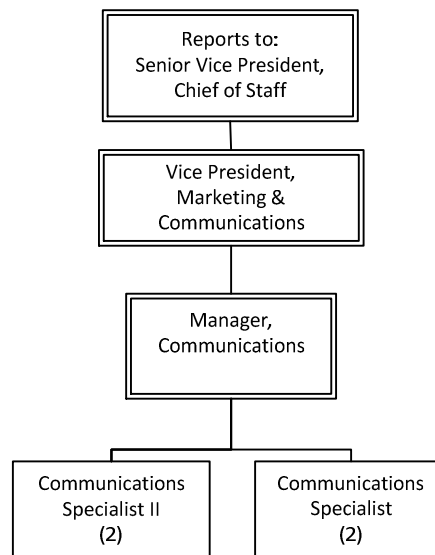 Reports to:
Senior Vice President,
Chief of Staff
Vice President,
Marketing &
Communications
Manager,
Communications
Communications
Specialist II
(2)
Communications
Specialist
(2)